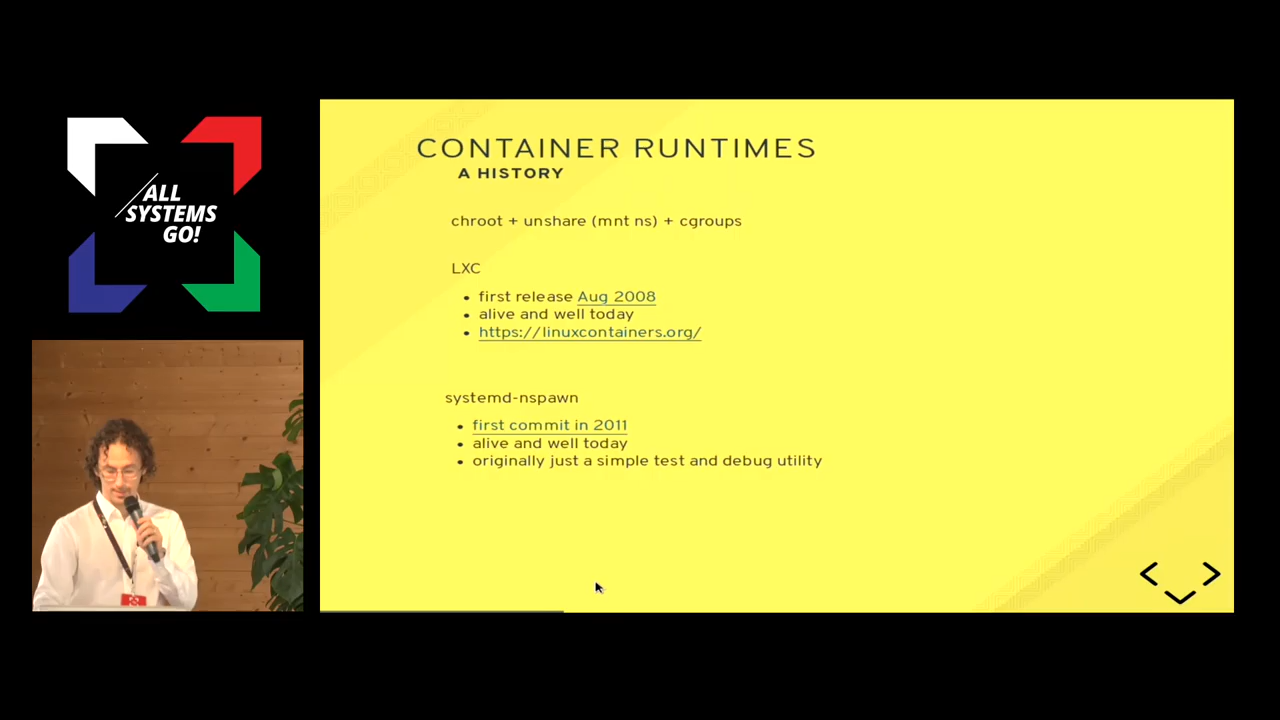 ALL
SYSTEMS
GO!
CONTAINER RUNTIMES
A HISTORY
chroot + unshare (mnt ns) + cgroups
LXC
first release Aug 2008
alive and well today
https://linuxcontainers.org/
systemd-nspawn
first commit in 2011
alive and well today
originally just a simple test and debug utility